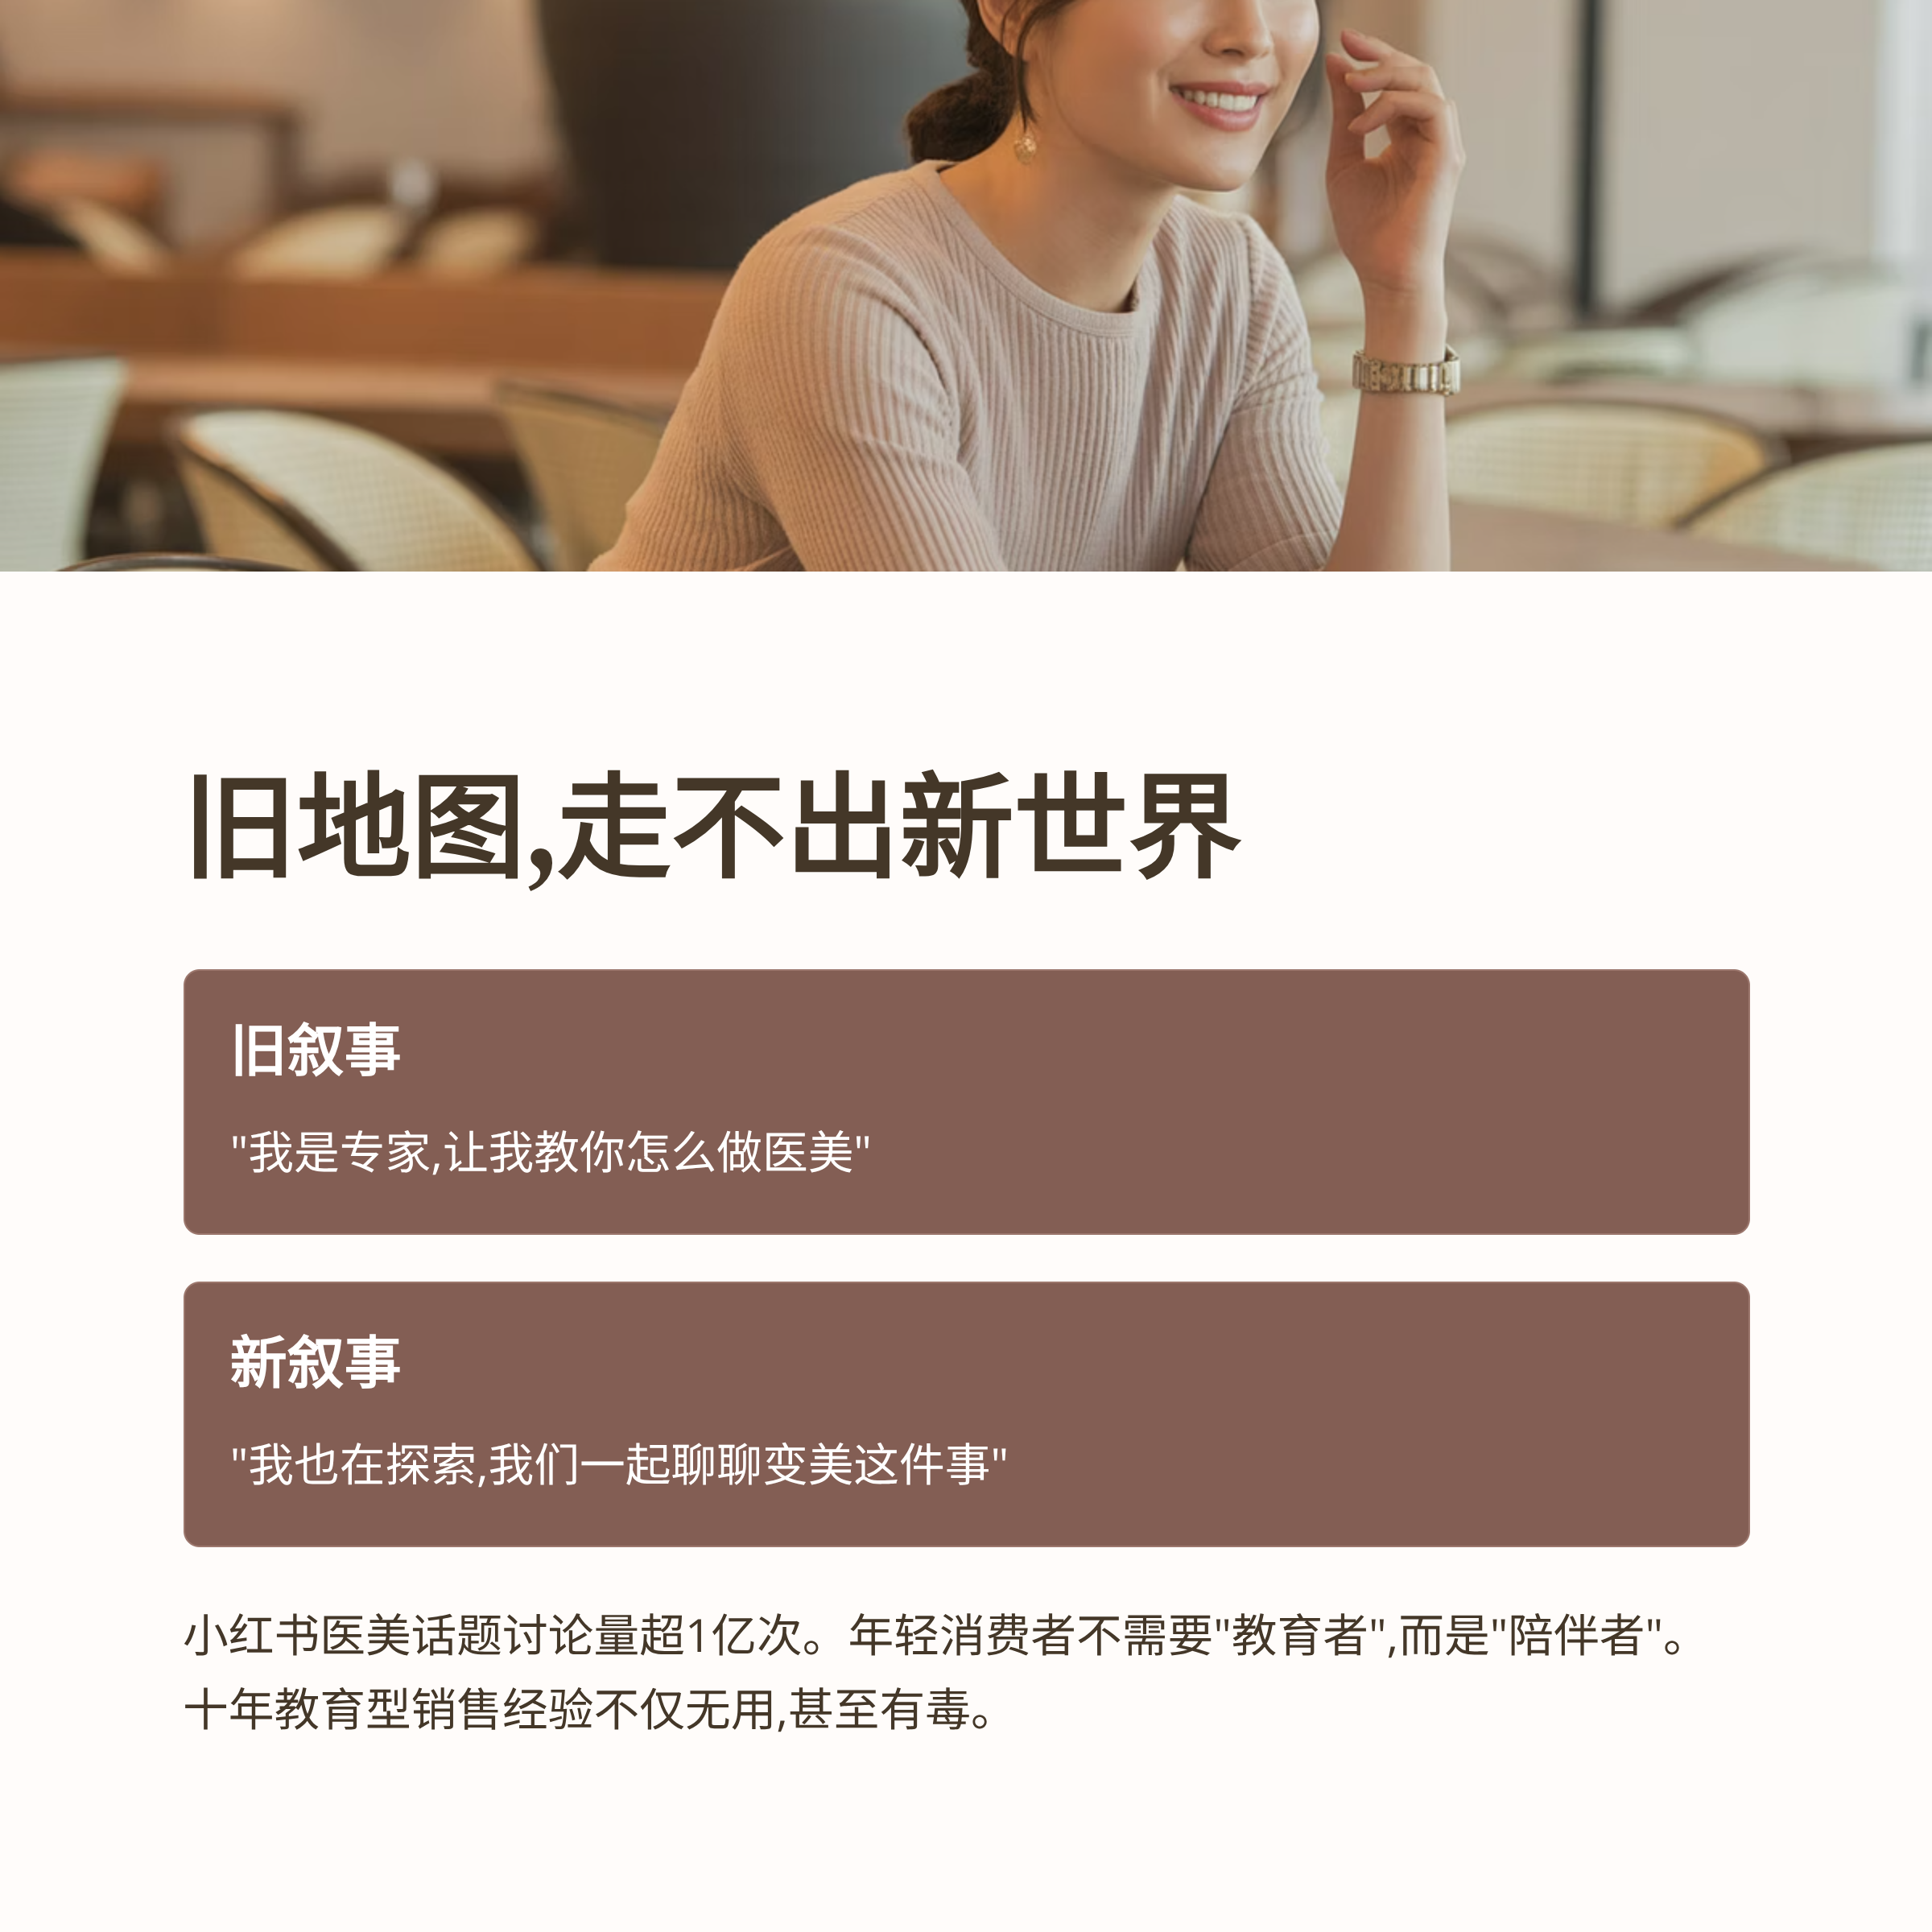 旧地图,走不出新世界
旧叙事
"我是专家,让我教你怎么做医美"
新叙事
"我也在探索,我们一起聊聊变美这件事"
小红书医美话题讨论量超1亿次。年轻消费者不需要"教育者",而是"陪伴者"。
十年教育型销售经验不仅无用,甚至有毒。